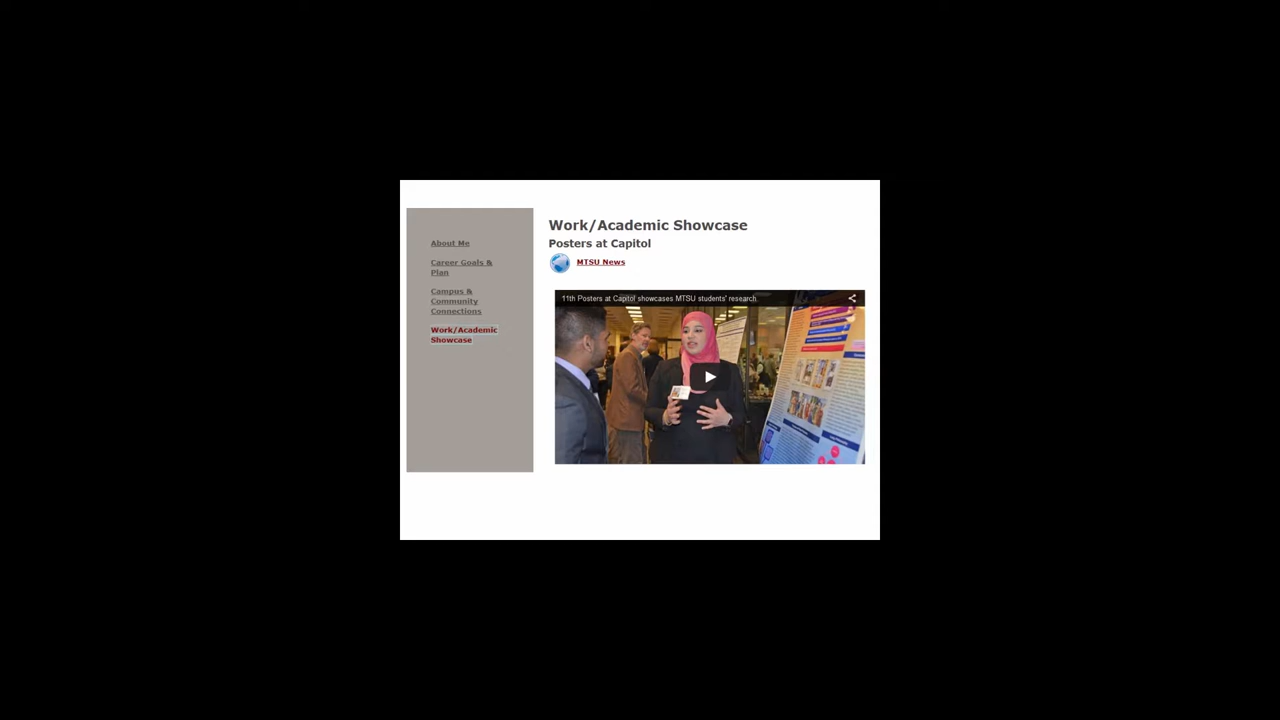 About Me
Career Goals &
Plan
Campus &
Community
Connections
Work/Academic
Showcase
Work/Academic Showcase
Posters at Capitol
MTSU News
11th Posters at Capitol showcases MTSU students' research